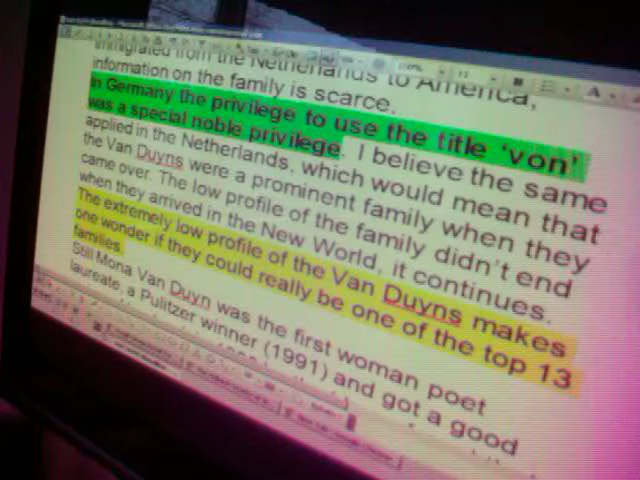 immigrated from the Netherlands to America,
information on the family is scarce.
In Germany the privilege to use the title 'von'
was a special noble privilege. I believe the same
applied in the Netherlands, which would mean that
the Van Duyns were a prominent family when they
came over. The low profile of the family didn't end
when they arrived in the New World, it continues.
The extremely low profile of the Van Duyns makes
one wonder if they could really be one of the top 13
families.
Still Mona Van Duyn was the first woman poet
laureate, a Pulitzer winner (1991) and got a good